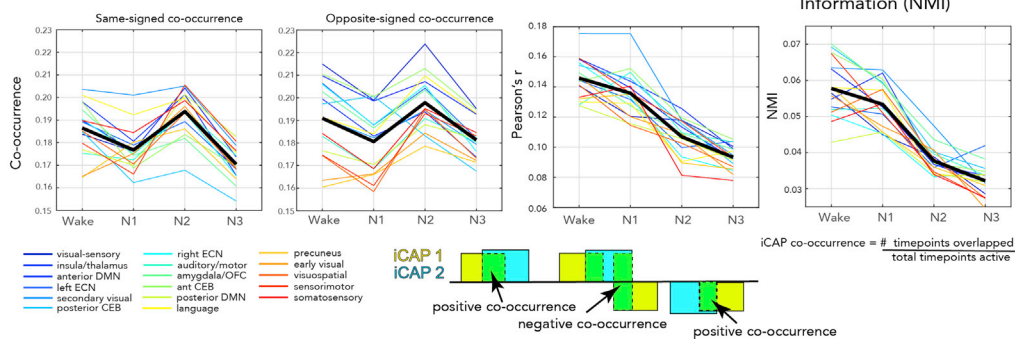 Information (NMI)
Same-signed co-occurrence
Opposite-signed co-occurrence
Co-occurrence
0.23
0.22
0.21
0.20
0.19
0.18
0.17
0.16
0.15
Wake N1 N2 N3
0.23
0.22
0.21
0.20
0.19
0.18
0.17
0.16
0.15
Wake N1 N2 N3
Pearson's r
0.18
0.16
0.14
0.12
0.10
0.08
0.06
Wake N1 N2 N3
NMI
0.07
0.06
0.05
0.04
0.03
Wake N1 N2 N3
visual-sensory
insula/thalamus
anterior DMN
left ECN
secondary visual
posterior CEB
right ECN
auditory/motor
amygdala/OFC
ant CEB
posterior DMN
language
precuneus
early visual
visuospatial
sensorimotor
somatosensory
iCAP 1
iCAP 2
positive co-occurrence
negative co-occurrence
positive co-occurrence
iCAP co-occurrence = # timepoints overlapped
total timepoints active